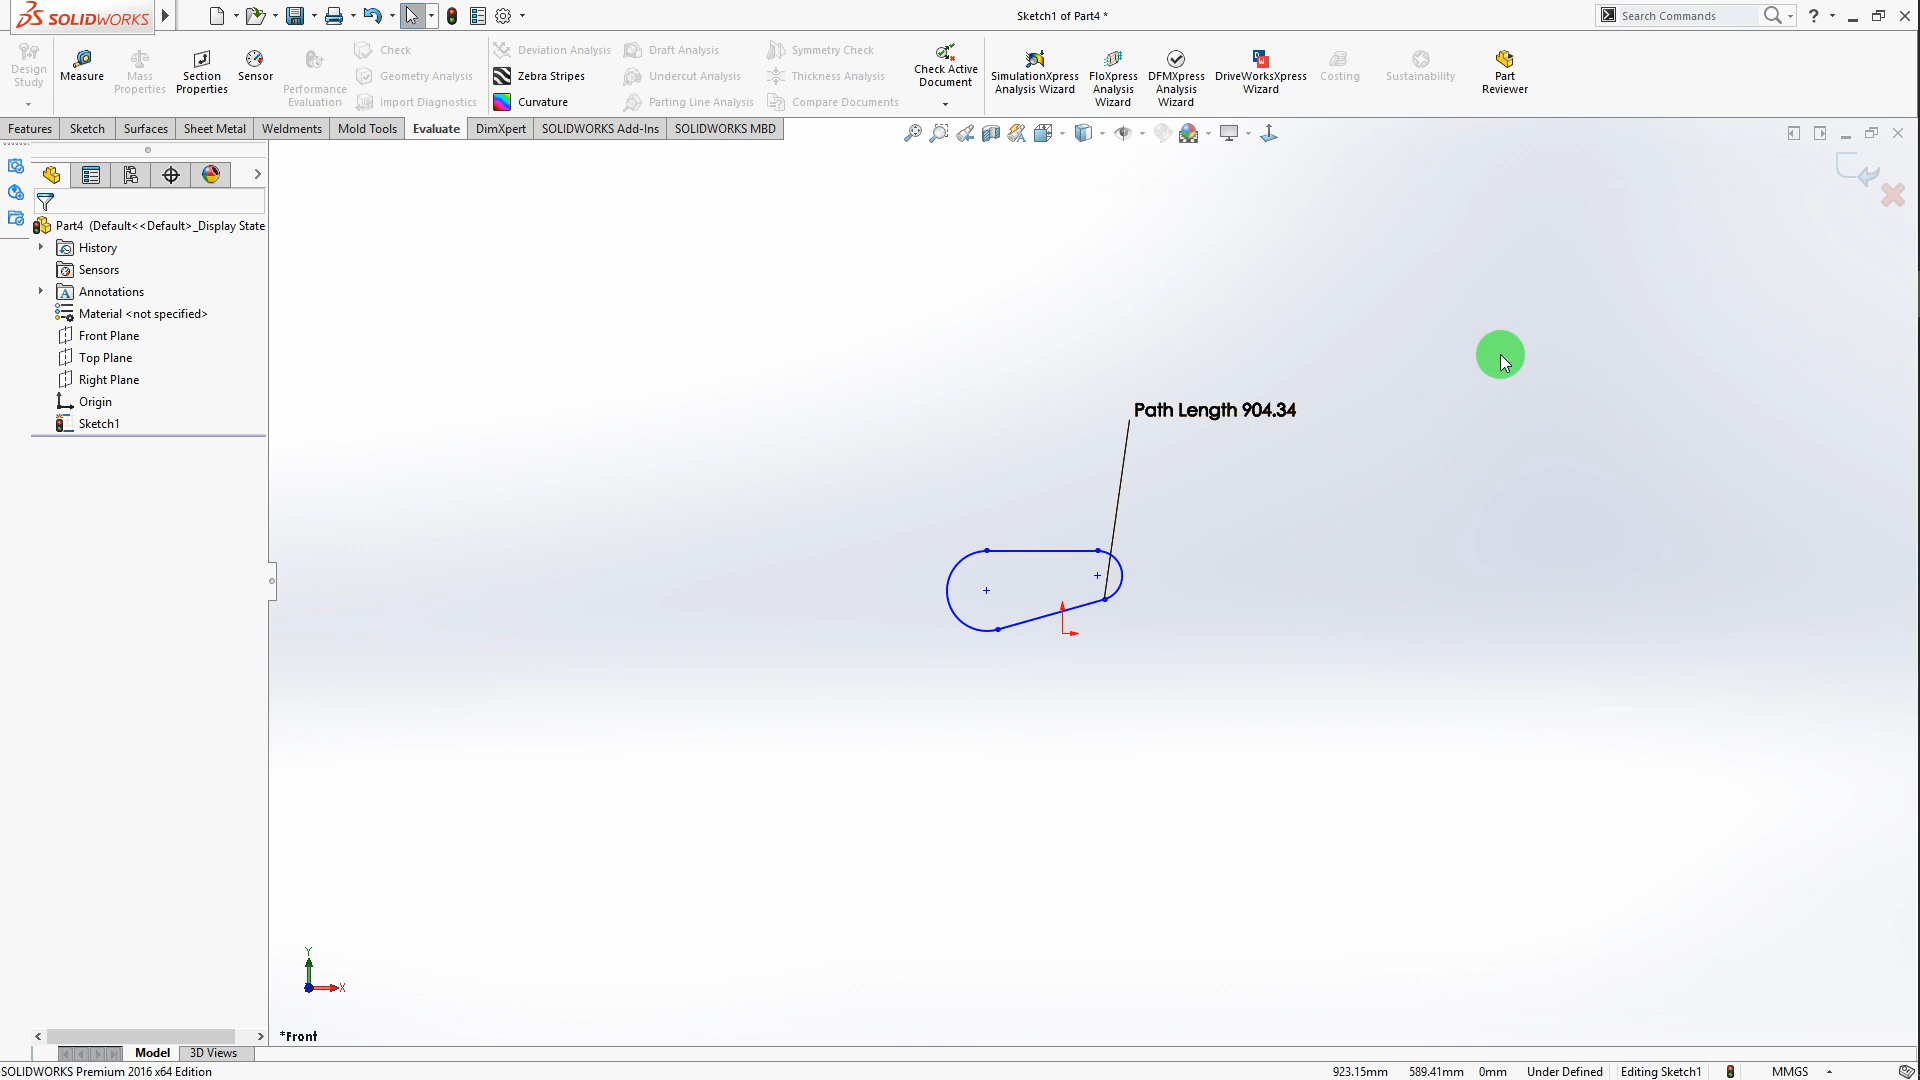 SOLIDWORKS
Sketch1 of Part4 *
Search Commands
?
Design Study
Measure
Mass Properties
Section Properties
Sensor
Performance Evaluation
Check
Geometry Analysis
Import Diagnostics
Deviation Analysis
Zebra Stripes
Curvature
Draft Analysis
Undercut Analysis
Parting Line Analysis
Symmetry Check
Thickness Analysis
Compare Documents
Check Active Document
SimulationXpress Analysis Wizard
FloXpress Analysis Wizard
DFMXpress Analysis Wizard
DriveWorksXpress Wizard
Costing
Sustainability
Part Reviewer
Features
Sketch
Surfaces
Sheet Metal
Weldments
Mold Tools
Evaluate
DimXpert
SOLIDWORKS Add-Ins
SOLIDWORKS MBD
Part4 (Default<<Default>_Display State
History
Sensors
Annotations
Material <not specified>
Front Plane
Top Plane
Right Plane
Origin
Sketch1
Path Length 904.34
Y
X
*Front
Model
3D Views
SOLIDWORKS Premium 2016 x64 Edition
923.15mm
589.41mm
0mm
Under Defined
Editing Sketch1
MMGS